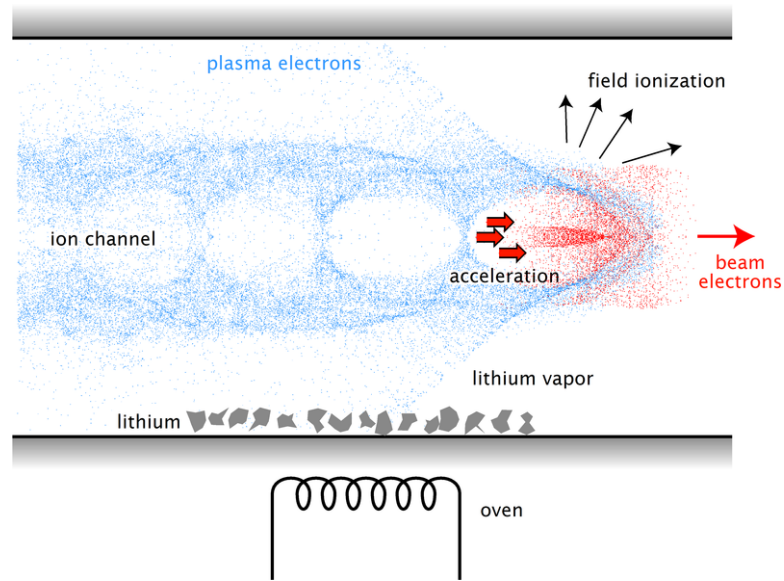 plasma electrons
field ionization
ion channel
acceleration
beam
electrons
lithium vapor
lithium
oven